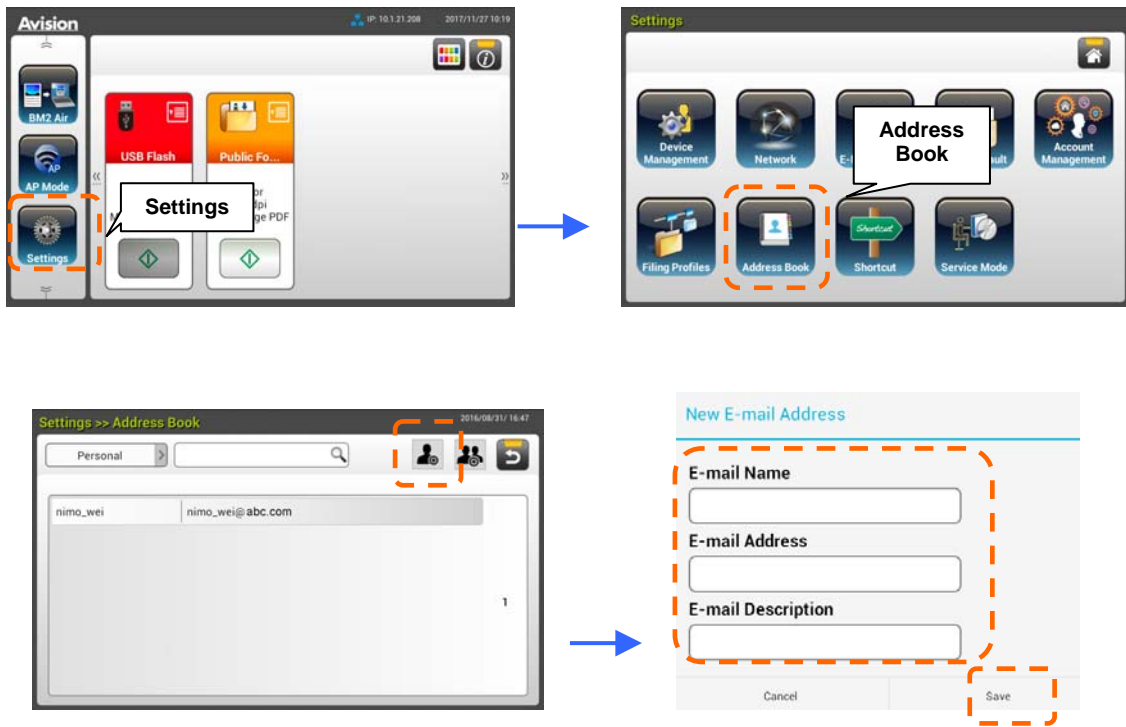 Avision
IP: 10.1.21.208 2017/11/27 10:19
BM2 Air
AP
AP Mode
Settings
USB Flash
Public Fo...
ge PDF
Settings
Settings
Device
Management
Network
Account
Management
Address
Book
Filing Profiles
Address Book
Shortcut
Shortcut
Service Mode
Settings >> Address Book
2016/08/31/ 16:47
Personal
nimo_wei nimo_wei@abc.com
1
New E-mail Address
E-mail Name
E-mail Address
E-mail Description
Cancel Save